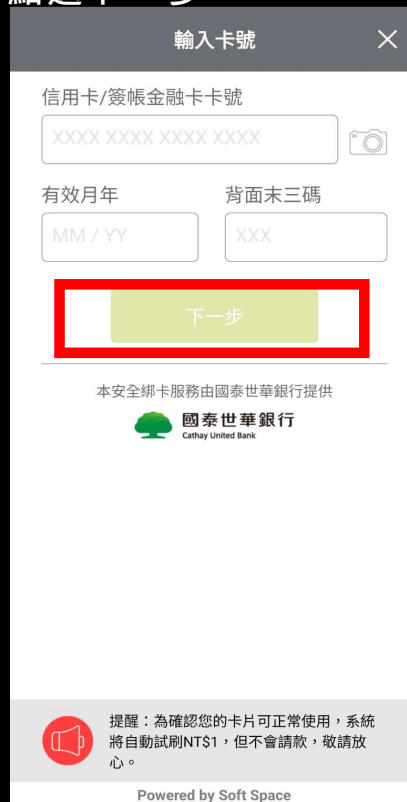 輸入卡號
信用卡/簽帳金融卡卡號
XXXX XXXX XXXX XXXX
有效月年 背面末三碼
MM / YY XXX
下一步
本安全綁卡服務由國泰世華銀行提供
國泰世華銀行
Cathay United Bank
提醒：為確認您的卡片可正常使用，系統
將自動試刷NT$1，但不會請款，敬請放
心。
Powered by Soft Space